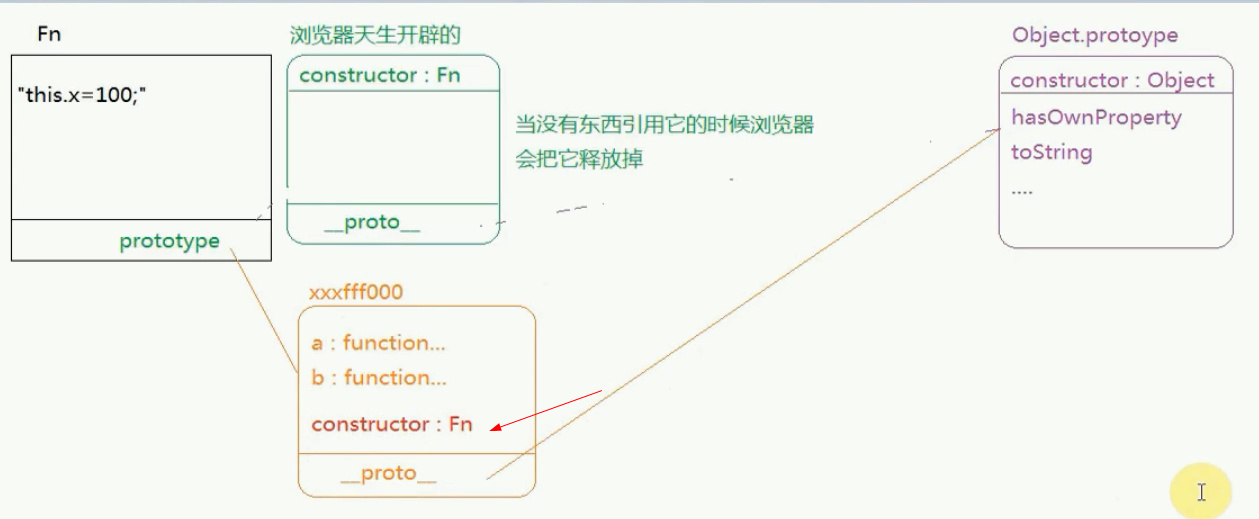 Fn
"this.x=100;"
prototype
浏览器天生开辟的
constructor : Fn
__proto__
当没有东西引用它的时候浏览器
会把它释放掉
xxxfff000
a : function...
b : function...
constructor : Fn
__proto__
Object.protoype
constructor : Object
hasOwnProperty
toString
....